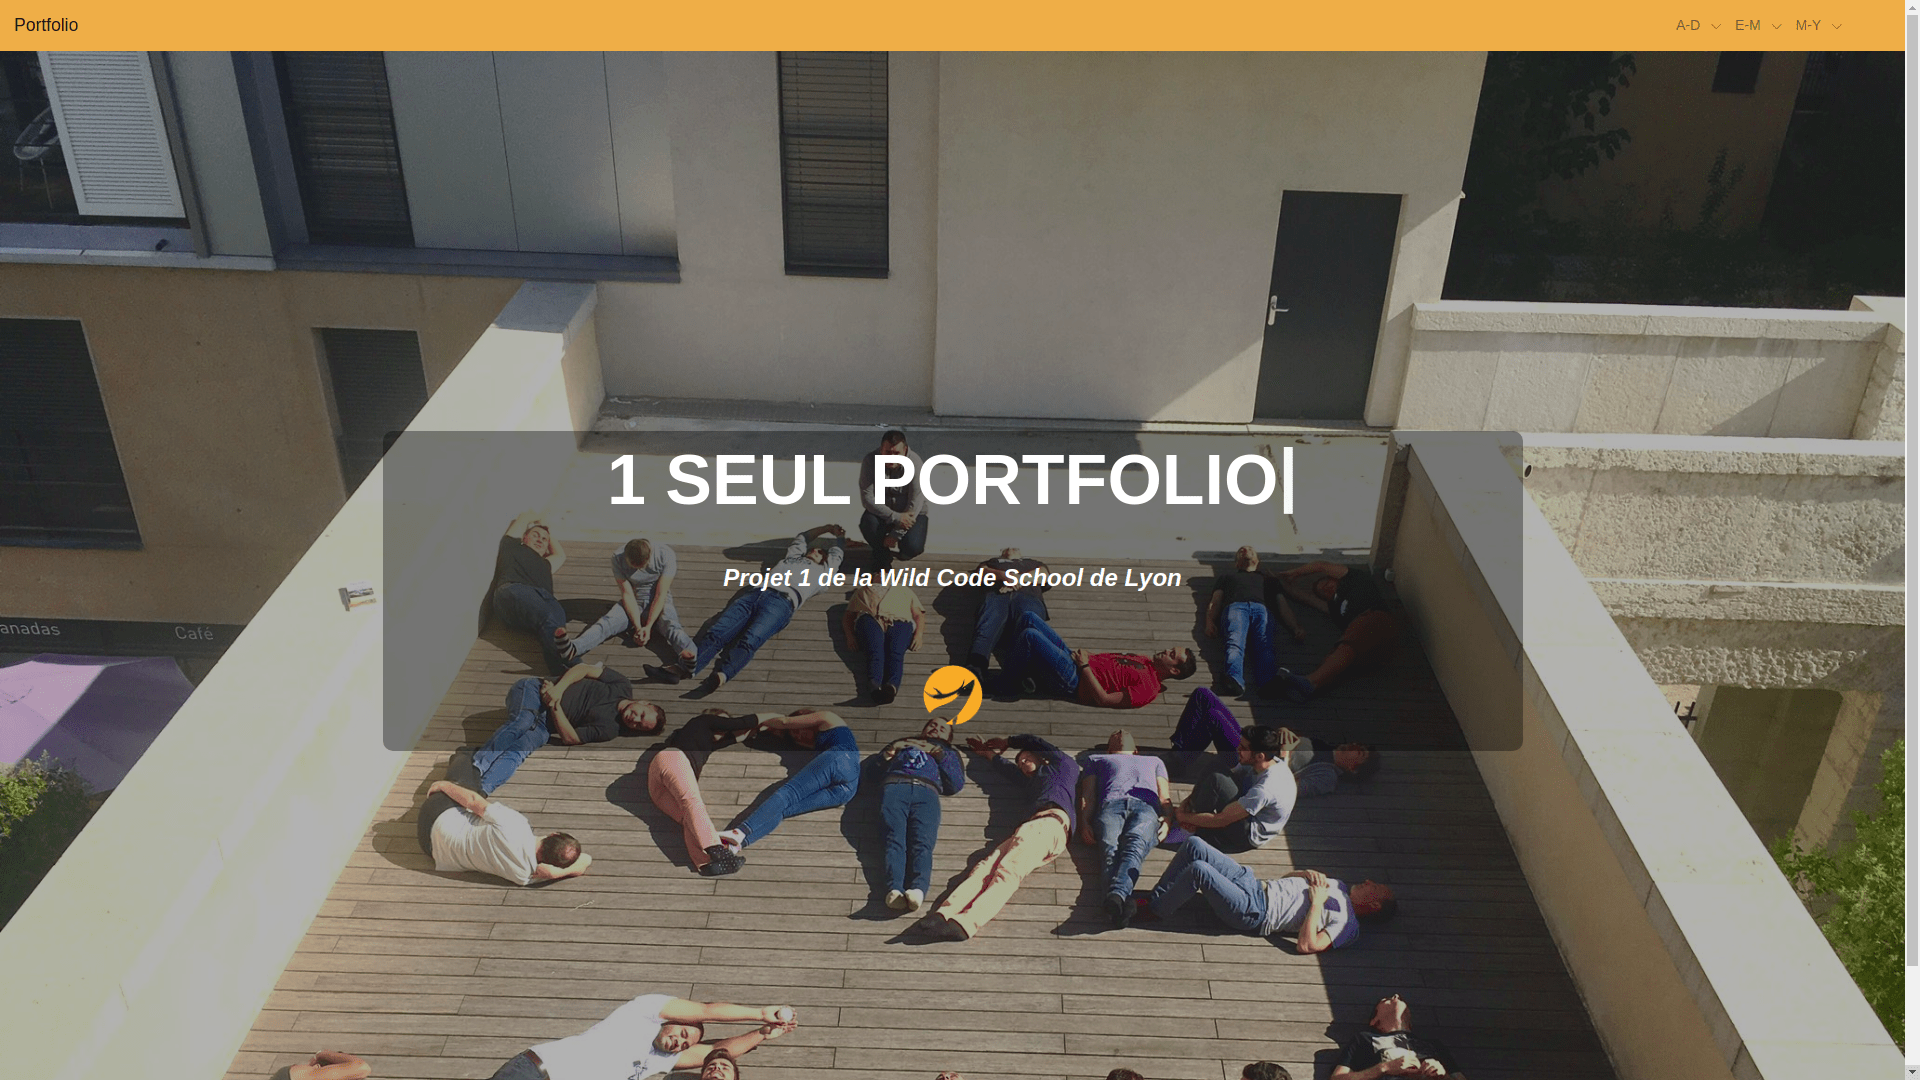 Portfolio
A-D
E-M
M-Y
1 SEUL PORTFOLIO|
Projet 1 de la Wild Code School de Lyon
anadas
Café